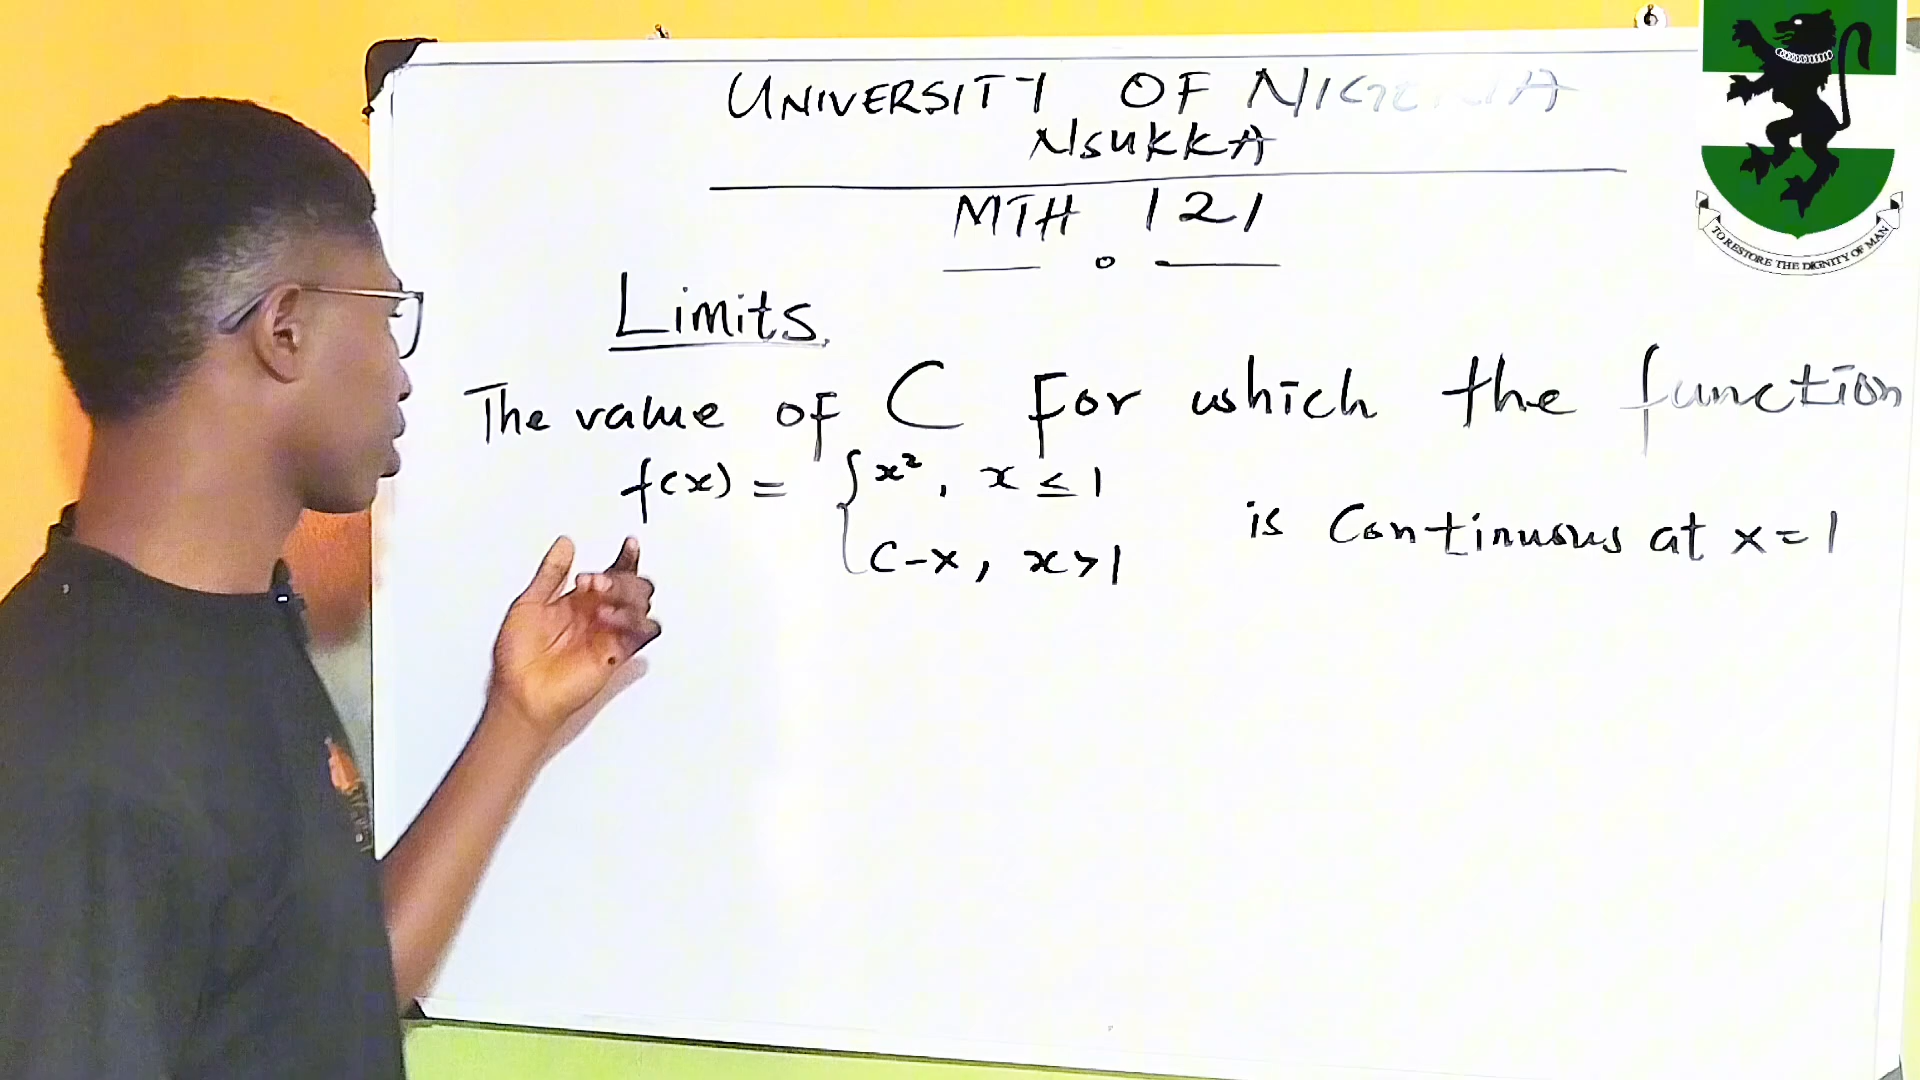 UNIVERSITY OF NIGERIA
NSUKKA
MTH 121
Limits.
The value of C For which the function
f(x) = { x², x ≤ 1
c-x, x > 1
is Continuous at x = 1
TO RESTORE THE DIGNITY OF MAN